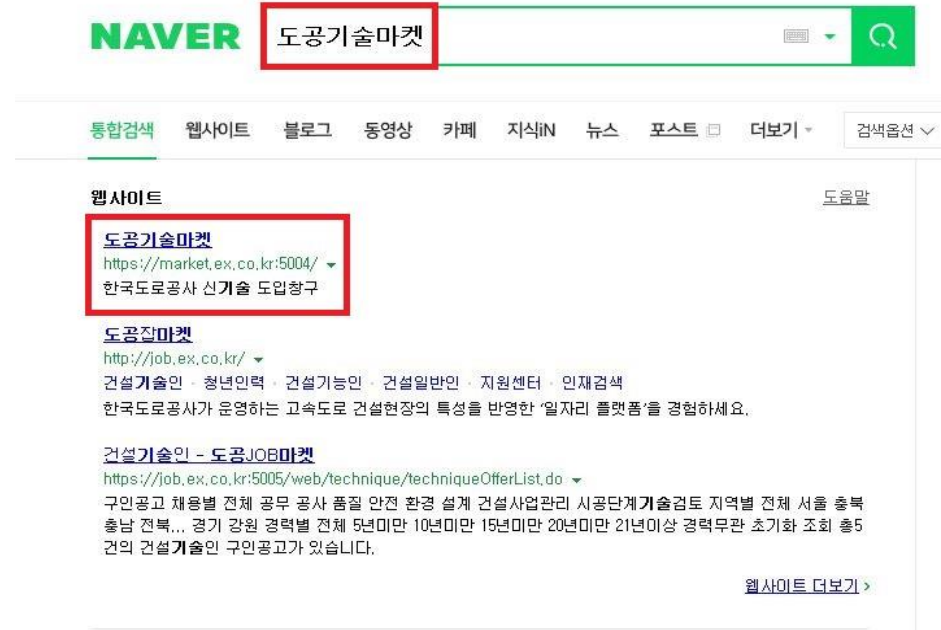 NAVER 도공기술마켓
통합검색 웹사이트 블로그 동영상 카페 지식iN 뉴스 포스트 더보기 검색옵션
웹사이트 도움말
도공기술마켓
https://market.ex.co.kr:5004/
한국도로공사 신기술 도입창구
도공잡마켓
http://job.ex.co.kr/
건설기술인 · 청년인력 · 건설기능인 · 건설일반인 · 지원센터 · 인재검색
한국도로공사가 운영하는 고속도로 건설현장의 특성을 반영한 '일자리 플랫폼'을 경험하세요.
건설기술인 - 도공JOB마켓
https://job.ex.co.kr:5005/web/technique/techniqueOfferList.do
구인공고 채용별 전체 공무 공사 품질 안전 환경 설계 건설사업관리 시공단계기술검토 지역별 전체 서울 충북
충남 전북... 경기 강원 경력별 전체 5년미만 10년미만 15년미만 20년미만 21년이상 경력무관 초기화 조회 총5
건의 건설기술인 구인공고가 있습니다.
웹사이트 더보기